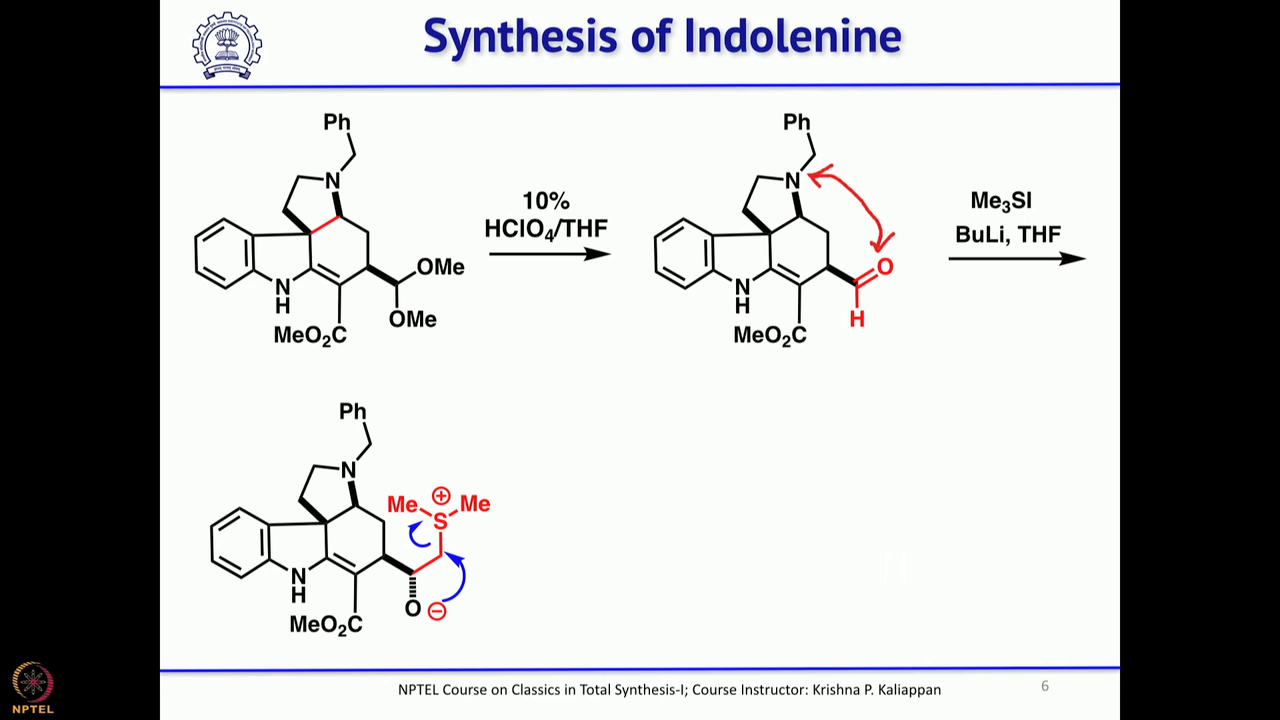 Synthesis of Indolenine
Ph
N
N
H
MeO₂C
OMe
OMe
10%
HClO₄/THF
Ph
N
N
H
MeO₂C
O
H
Me₃SI
BuLi, THF
Ph
N
N
H
MeO₂C
Me
⊕
Me
S
O
⊖
NPTEL Course on Classics in Total Synthesis-I; Course Instructor: Krishna P. Kaliappan
6
NPTEL